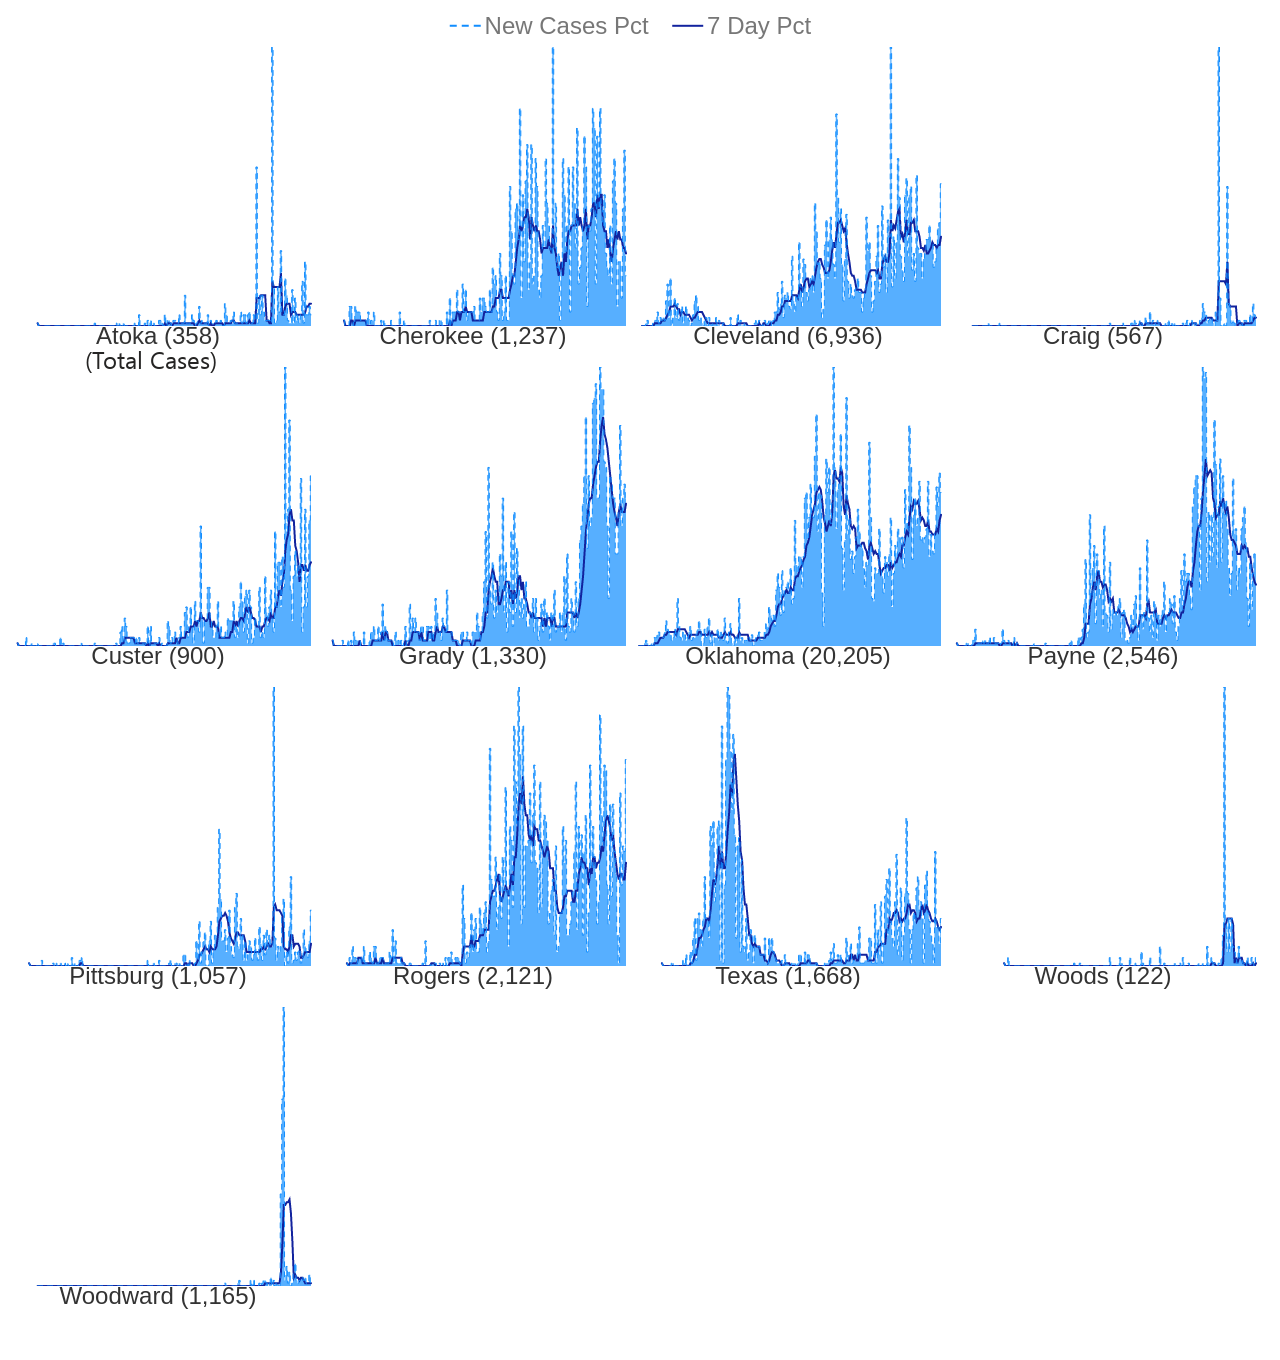 New Cases Pct 7 Day Pct
Atoka (358)
(Total Cases)
Cherokee (1,237)
Cleveland (6,936)
Craig (567)
Custer (900)
Grady (1,330)
Oklahoma (20,205)
Payne (2,546)
Pittsburg (1,057)
Rogers (2,121)
Texas (1,668)
Woods (122)
Woodward (1,165)